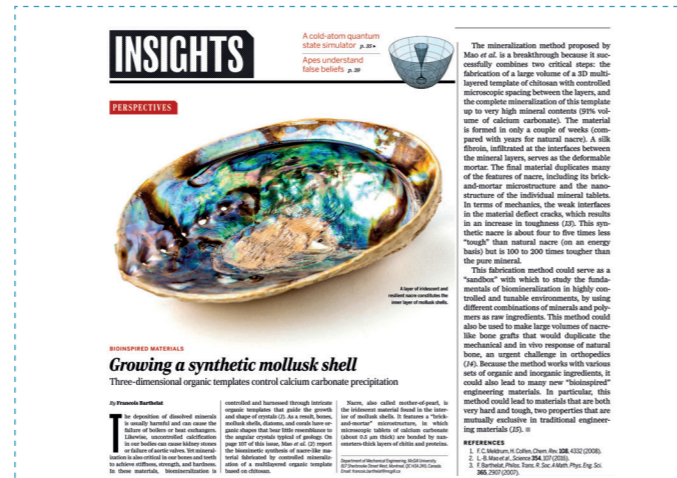 INSIGHTS
A cold-atom quantum
state simulator p. 35 ▸
Apes understand
false beliefs p. 39
PERSPECTIVES
A layer of iridescent and
resilient nacre constitutes the
inner layer of mollusk shells.
BIOINSPIRED MATERIALS
Growing a synthetic mollusk shell
Three-dimensional organic templates control calcium carbonate precipitation
By Francois Barthelat
The deposition of dissolved minerals
is usually harmful and can cause the
failure of boilers or heat exchangers.
Likewise, uncontrolled calcification
in our bodies can cause kidney stones
or failure of aortic valves. Yet mineral-
ization is also critical in our bones and teeth
to achieve stiffness, strength, and hardness.
In these materials, biomineralization is
controlled and harnessed through intricate
organic templates that guide the growth
and shape of crystals (1). As a result, bones,
mollusk shells, diatoms, and corals have or-
ganic shapes that bear little resemblance to
the angular crystals typical of geology. On
page 107 of this issue, Mao et al. (2) report
the biomimetic synthesis of nacre-like ma-
terial fabricated by controlled mineraliz-
ation of a multilayered organic template
based on chitosan.
Nacre, also called mother-of-pearl, is
the iridescent material found in the inter-
ior of mollusk shells. It features a "brick-
and-mortar" microstructure, in which
microscopic tablets of calcium carbonate
(about 0.5 µm thick) are bonded by nan-
ometers-thick layers of chitin and proteins.
Department of Mechanical Engineering, McGill University,
817 Sherbrooke Street West, Montreal, QC H3A 2K6, Canada.
Email: francois.barthelat@mcgill.ca
The mineralization method proposed by
Mao et al. is a breakthrough because it suc-
cessfully combines two critical steps: the
fabrication of a large volume of a 3D multi-
layered template of chitosan with controlled
microscopic spacing between the layers, and
the complete mineralization of this template
up to very high mineral contents (91% vol-
ume of calcium carbonate). The material
is formed in only a couple of weeks (com-
pared with years for natural nacre). A silk
fibroin, infiltrated at the interfaces between
the mineral layers, serves as the deformable
mortar. The final material duplicates many
of the features of nacre, including its brick-
and-mortar microstructure and the nano-
structure of the individual mineral tablets.
In terms of mechanics, the weak interfaces
in the material deflect cracks, which results
in an increase in toughness (13). This syn-
thetic nacre is about four to five times less
"tough" than natural nacre (on an energy
basis) but is 100 to 200 times tougher than
the pure mineral.
This fabrication method could serve as a
"sandbox" with which to study the funda-
mentals of biomineralization in highly con-
trolled and tunable environments, by using
different combinations of minerals and poly-
mers as raw ingredients. This method could
also be used to make large volumes of nacre-
like bone grafts that would duplicate the
mechanical and in vivo response of natural
bone, an urgent challenge in orthopedics
(14). Because the method works with various
sets of organic and inorganic ingredients, it
could also lead to many new "bioinspired"
engineering materials. In particular, this
method could lead to materials that are both
very hard and tough, two properties that are
mutually exclusive in traditional engineer-
ing materials (15). ■
REFERENCES
1. F. C. Meldrum, H. Cölfen, Chem. Rev. 108, 4332 (2008).
2. L.-B. Mao et al., Science 354, 107 (2016).
3. F. Barthelat, Philos. Trans. R. Soc. A Math. Phys. Eng. Sci.
365, 2907 (2007).